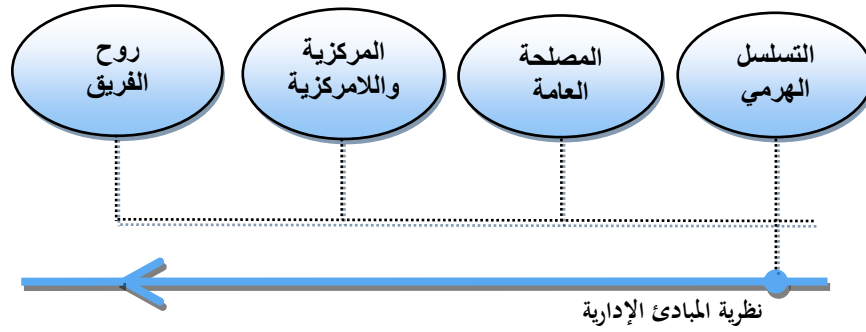 التسلسل
الهرمي
المصلحة
العامة
المركزية
واللامركزية
روح
الفريق
نظرية المبادئ الإدارية